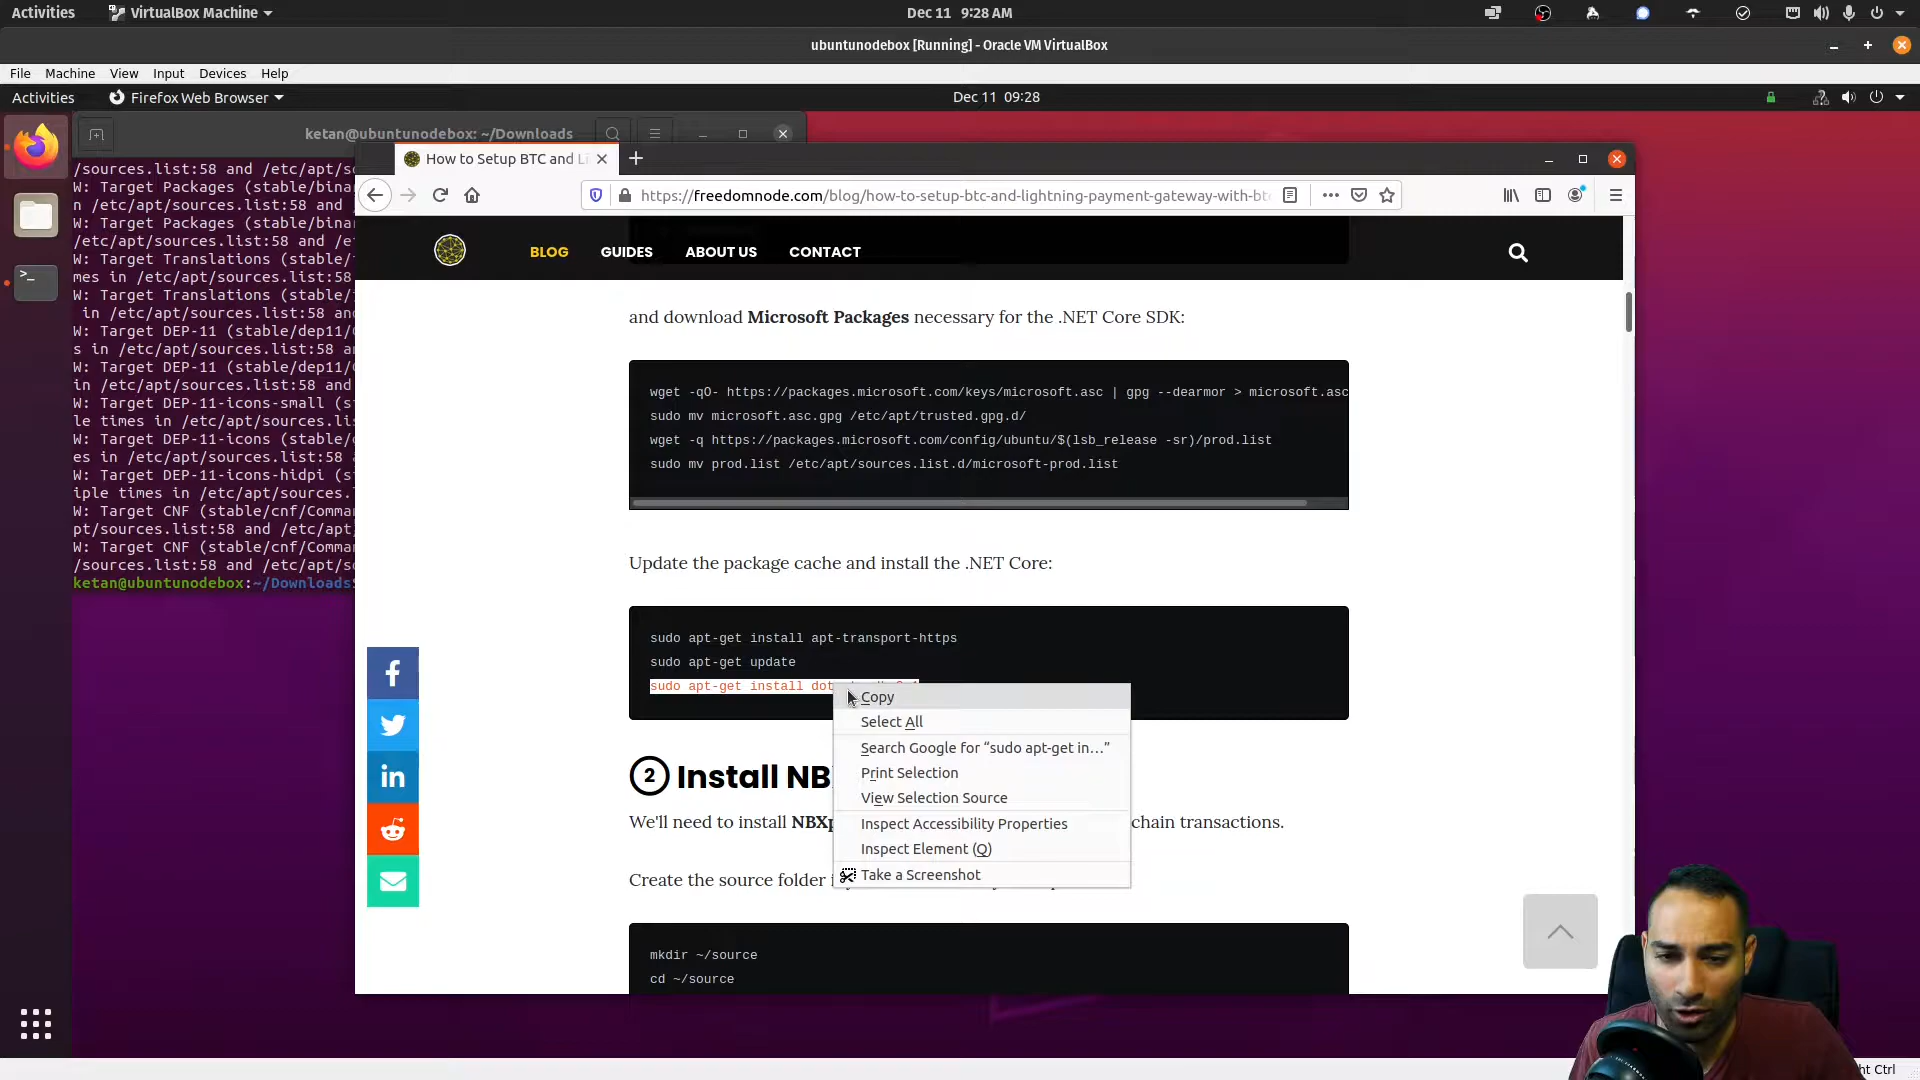 Activities
VirtualBox Machine
Dec 11 9:28 AM
ubuntunodebox [Running] - Oracle VM VirtualBox
File Machine View Input Devices Help
Activities
Firefox Web Browser
Dec 11 09:28
ketan@ubuntunodebox: ~/Downloads
How to Setup BTC and Li
https://freedomnode.com/blog/how-to-setup-btc-and-lightning-payment-gateway-with-bt
/sources.list:58 and /etc/apt/s
W: Target Packages (stable/bina
n /etc/apt/sources.list:58 and
W: Target Packages (stable/bina
/etc/apt/sources.list:58 and /e
W: Target Translations (stable/
mes in /etc/apt/sources.list:58
W: Target Translations (stable/
in /etc/apt/sources.list:58 an
W: Target DEP-11 (stable/dep11/
s in /etc/apt/sources.list:58 a
W: Target DEP-11 (stable/dep11/
in /etc/apt/sources.list:58 and
W: Target DEP-11-icons-small (s
le times in /etc/apt/sources.li
W: Target DEP-11-icons (stable/
es in /etc/apt/sources.list:58
W: Target DEP-11-icons-hidpi (s
iple times in /etc/apt/sources.
W: Target CNF (stable/cnf/Comma
pt/sources.list:58 and /etc/apt
W: Target CNF (stable/cnf/Comma
/sources.list:58 and /etc/apt/s
ketan@ubuntunodebox:~/Downloads$
BLOG GUIDES ABOUT US CONTACT
and download Microsoft Packages necessary for the .NET Core SDK:
wget -qO- https://packages.microsoft.com/keys/microsoft.asc | gpg --dearmor > microsoft.asc
sudo mv microsoft.asc.gpg /etc/apt/trusted.gpg.d/
wget -q https://packages.microsoft.com/config/ubuntu/$(lsb_release -sr)/prod.list
sudo mv prod.list /etc/apt/sources.list.d/microsoft-prod.list
Update the package cache and install the .NET Core:
sudo apt-get install apt-transport-https
sudo apt-get update
sudo apt-get install dot
Copy
Select All
Search Google for “sudo apt-get in…”
Print Selection
View Selection Source
Inspect Accessibility Properties
Inspect Element (Q)
Take a Screenshot
2 Install NB
We'll need to install NBXp chain transactions.
Create the source folder i
mkdir ~/source
cd ~/source
ht Ctrl